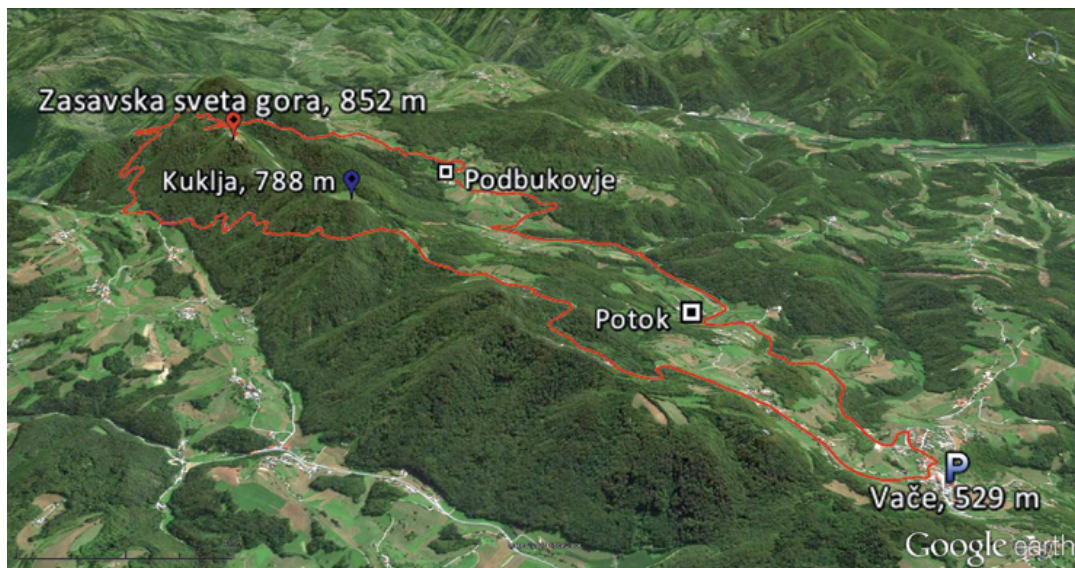 Zasavska sveta gora, 852 m
Kuklja, 788 m
Podbukovje
Potok
P
Vače, 529 m
Google earth